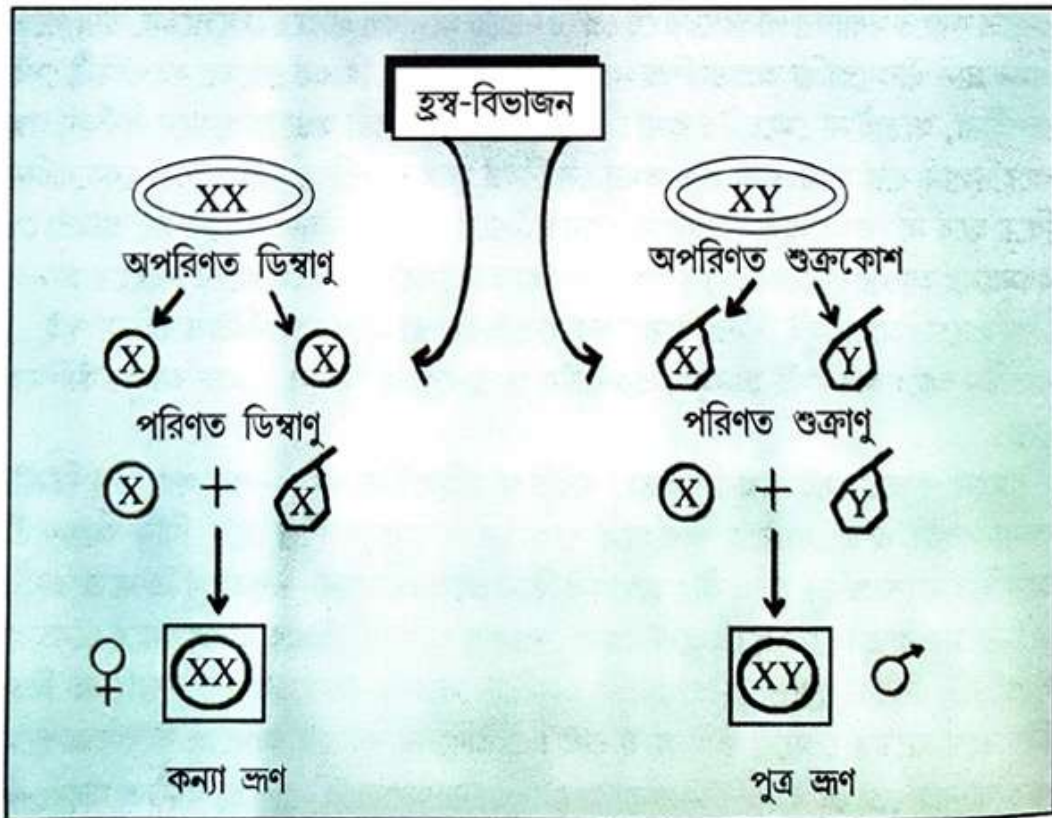 হ্রস্ব-বিভাজন
XX XY
অপরিণত ডিম্বাণু অপরিণত শুক্রকোশ
X X X Y
পরিণত ডিম্বাণু পরিণত শুক্রাণু
X + X X + Y
♀ XX XY ♂
কন্যা ভ্রূণ পুত্র ভ্রূণ